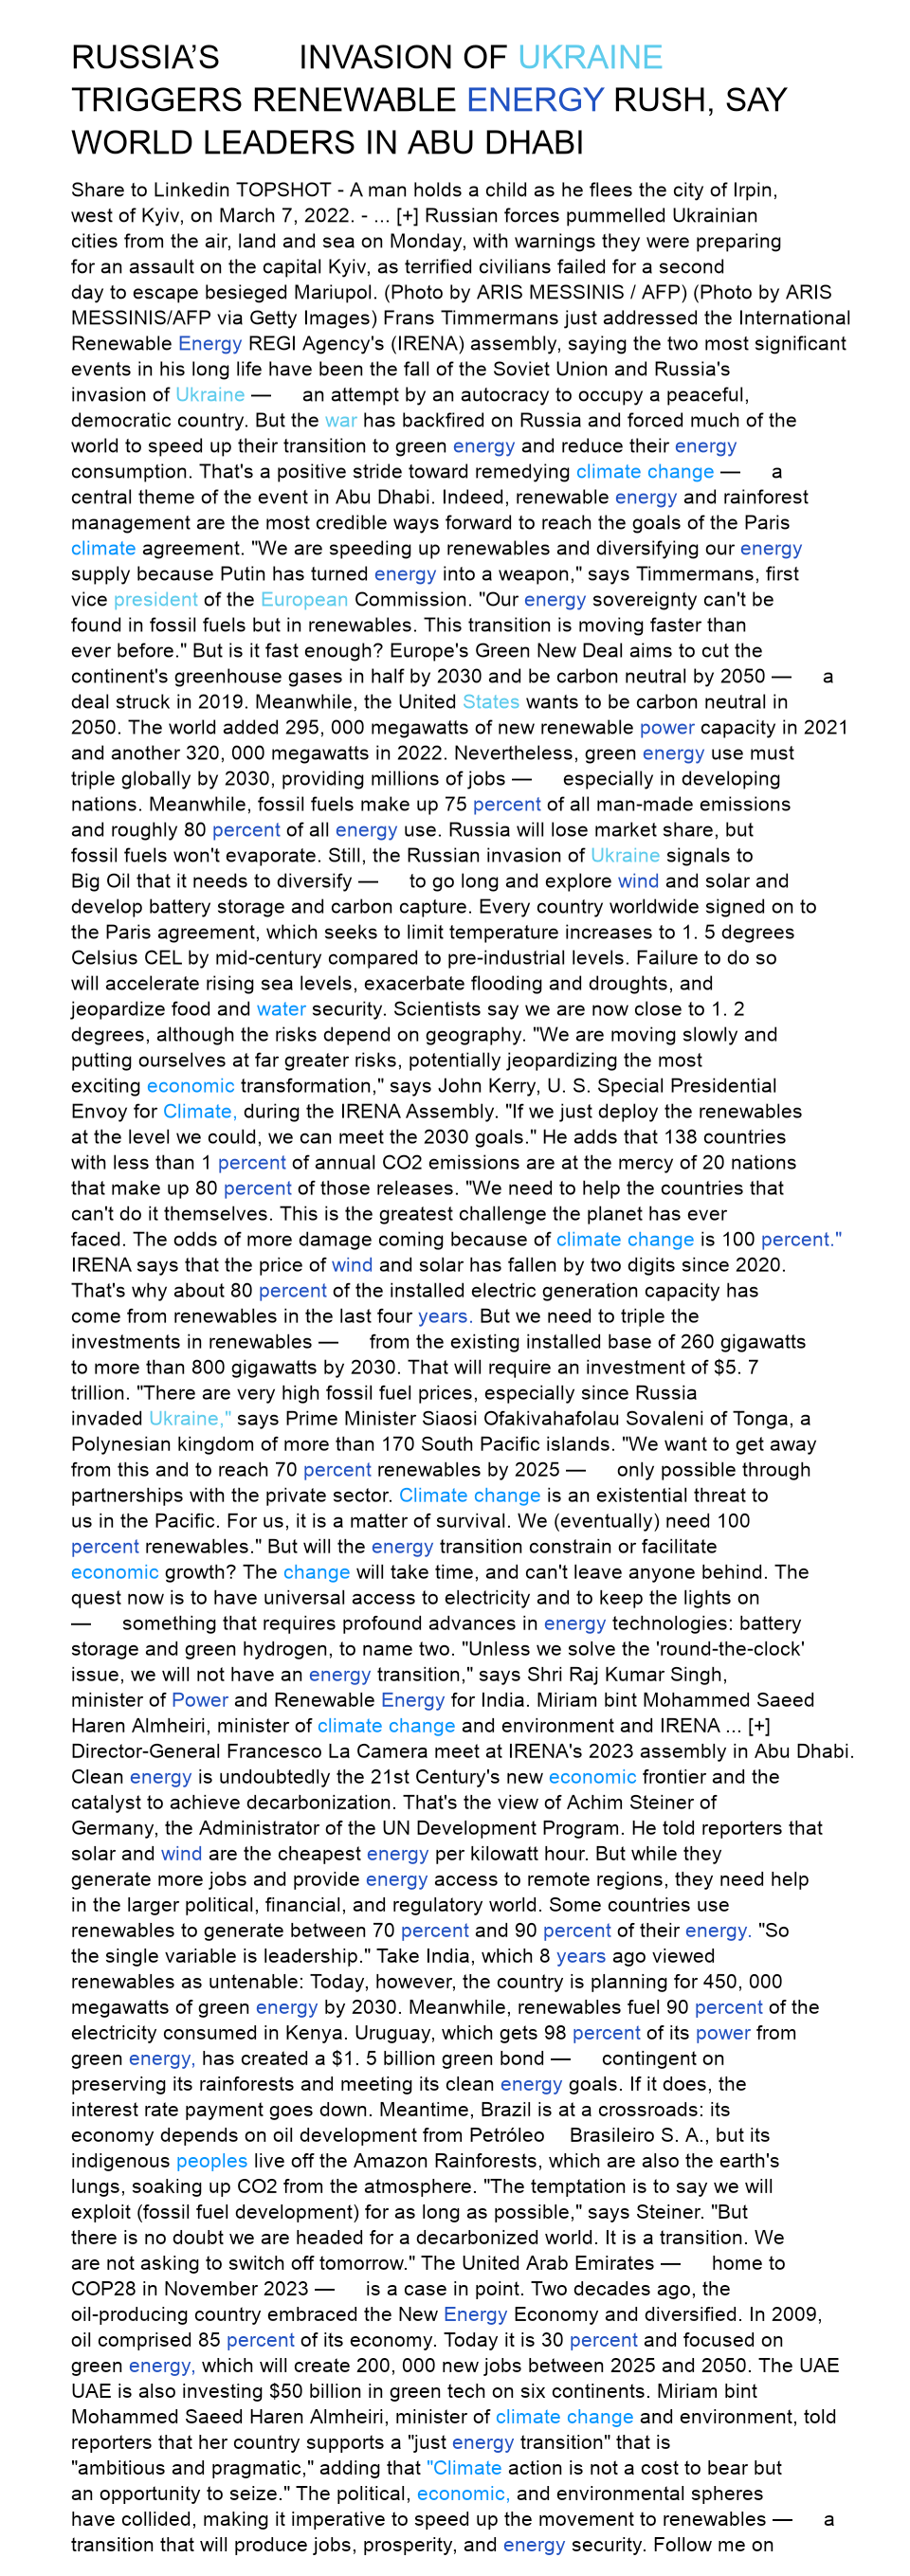 RUSSIA’S INVASION OF UKRAINE
TRIGGERS RENEWABLE ENERGY RUSH, SAY
WORLD LEADERS IN ABU DHABI
Share to Linkedin TOPSHOT - A man holds a child as he flees the city of Irpin,
west of Kyiv, on March 7, 2022. - ... [+] Russian forces pummelled Ukrainian
cities from the air, land and sea on Monday, with warnings they were preparing
for an assault on the capital Kyiv, as terrified civilians failed for a second
day to escape besieged Mariupol. (Photo by ARIS MESSINIS / AFP) (Photo by ARIS
MESSINIS/AFP via Getty Images) Frans Timmermans just addressed the International
Renewable Energy REGI Agency's (IRENA) assembly, saying the two most significant
events in his long life have been the fall of the Soviet Union and Russia's
invasion of Ukraine — an attempt by an autocracy to occupy a peaceful,
democratic country. But the war has backfired on Russia and forced much of the
world to speed up their transition to green energy and reduce their energy
consumption. That's a positive stride toward remedying climate change — a
central theme of the event in Abu Dhabi. Indeed, renewable energy and rainforest
management are the most credible ways forward to reach the goals of the Paris
climate agreement. "We are speeding up renewables and diversifying our energy
supply because Putin has turned energy into a weapon," says Timmermans, first
vice president of the European Commission. "Our energy sovereignty can't be
found in fossil fuels but in renewables. This transition is moving faster than
ever before." But is it fast enough? Europe's Green New Deal aims to cut the
continent's greenhouse gases in half by 2030 and be carbon neutral by 2050 — a
deal struck in 2019. Meanwhile, the United States wants to be carbon neutral in
2050. The world added 295, 000 megawatts of new renewable power capacity in 2021
and another 320, 000 megawatts in 2022. Nevertheless, green energy use must
triple globally by 2030, providing millions of jobs — especially in developing
nations. Meanwhile, fossil fuels make up 75 percent of all man-made emissions
and roughly 80 percent of all energy use. Russia will lose market share, but
fossil fuels won't evaporate. Still, the Russian invasion of Ukraine signals to
Big Oil that it needs to diversify — to go long and explore wind and solar and
develop battery storage and carbon capture. Every country worldwide signed on to
the Paris agreement, which seeks to limit temperature increases to 1. 5 degrees
Celsius CEL by mid-century compared to pre-industrial levels. Failure to do so
will accelerate rising sea levels, exacerbate flooding and droughts, and
jeopardize food and water security. Scientists say we are now close to 1. 2
degrees, although the risks depend on geography. "We are moving slowly and
putting ourselves at far greater risks, potentially jeopardizing the most
exciting economic transformation," says John Kerry, U. S. Special Presidential
Envoy for Climate, during the IRENA Assembly. "If we just deploy the renewables
at the level we could, we can meet the 2030 goals." He adds that 138 countries
with less than 1 percent of annual CO2 emissions are at the mercy of 20 nations
that make up 80 percent of those releases. "We need to help the countries that
can't do it themselves. This is the greatest challenge the planet has ever
faced. The odds of more damage coming because of climate change is 100 percent."
IRENA says that the price of wind and solar has fallen by two digits since 2020.
That's why about 80 percent of the installed electric generation capacity has
come from renewables in the last four years. But we need to triple the
investments in renewables — from the existing installed base of 260 gigawatts
to more than 800 gigawatts by 2030. That will require an investment of $5. 7
trillion. "There are very high fossil fuel prices, especially since Russia
invaded Ukraine," says Prime Minister Siaosi Ofakivahafolau Sovaleni of Tonga, a
Polynesian kingdom of more than 170 South Pacific islands. "We want to get away
from this and to reach 70 percent renewables by 2025 — only possible through
partnerships with the private sector. Climate change is an existential threat to
us in the Pacific. For us, it is a matter of survival. We (eventually) need 100
percent renewables." But will the energy transition constrain or facilitate
economic growth? The change will take time, and can't leave anyone behind. The
quest now is to have universal access to electricity and to keep the lights on
— something that requires profound advances in energy technologies: battery
storage and green hydrogen, to name two. "Unless we solve the 'round-the-clock'
issue, we will not have an energy transition," says Shri Raj Kumar Singh,
minister of Power and Renewable Energy for India. Miriam bint Mohammed Saeed
Haren Almheiri, minister of climate change and environment and IRENA ... [+]
Director-General Francesco La Camera meet at IRENA's 2023 assembly in Abu Dhabi.
Clean energy is undoubtedly the 21st Century's new economic frontier and the
catalyst to achieve decarbonization. That's the view of Achim Steiner of
Germany, the Administrator of the UN Development Program. He told reporters that
solar and wind are the cheapest energy per kilowatt hour. But while they
generate more jobs and provide energy access to remote regions, they need help
in the larger political, financial, and regulatory world. Some countries use
renewables to generate between 70 percent and 90 percent of their energy. "So
the single variable is leadership." Take India, which 8 years ago viewed
renewables as untenable: Today, however, the country is planning for 450, 000
megawatts of green energy by 2030. Meanwhile, renewables fuel 90 percent of the
electricity consumed in Kenya. Uruguay, which gets 98 percent of its power from
green energy, has created a $1. 5 billion green bond — contingent on
preserving its rainforests and meeting its clean energy goals. If it does, the
interest rate payment goes down. Meantime, Brazil is at a crossroads: its
economy depends on oil development from Petróleo Brasileiro S. A., but its
indigenous peoples live off the Amazon Rainforests, which are also the earth's
lungs, soaking up CO2 from the atmosphere. "The temptation is to say we will
exploit (fossil fuel development) for as long as possible," says Steiner. "But
there is no doubt we are headed for a decarbonized world. It is a transition. We
are not asking to switch off tomorrow." The United Arab Emirates — home to
COP28 in November 2023 — is a case in point. Two decades ago, the
oil-producing country embraced the New Energy Economy and diversified. In 2009,
oil comprised 85 percent of its economy. Today it is 30 percent and focused on
green energy, which will create 200, 000 new jobs between 2025 and 2050. The UAE
UAE is also investing $50 billion in green tech on six continents. Miriam bint
Mohammed Saeed Haren Almheiri, minister of climate change and environment, told
reporters that her country supports a "just energy transition" that is
"ambitious and pragmatic," adding that "Climate action is not a cost to bear but
an opportunity to seize." The political, economic, and environmental spheres
have collided, making it imperative to speed up the movement to renewables — a
transition that will produce jobs, prosperity, and energy security. Follow me on